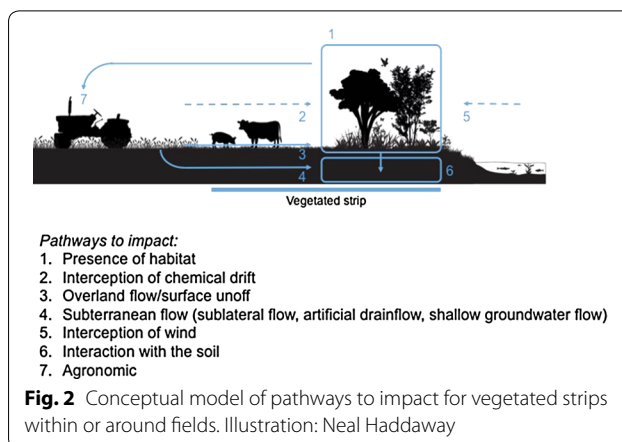 1
7
2
5
3
4
6
Vegetated strip
Pathways to impact:
1. Presence of habitat
2. Interception of chemical drift
3. Overland flow/surface unoff
4. Subterranean flow (sublateral flow, artificial drainflow, shallow groundwater flow)
5. Interception of wind
6. Interaction with the soil
7. Agronomic
Fig. 2 Conceptual model of pathways to impact for vegetated strips
within or around fields. Illustration: Neal Haddaway